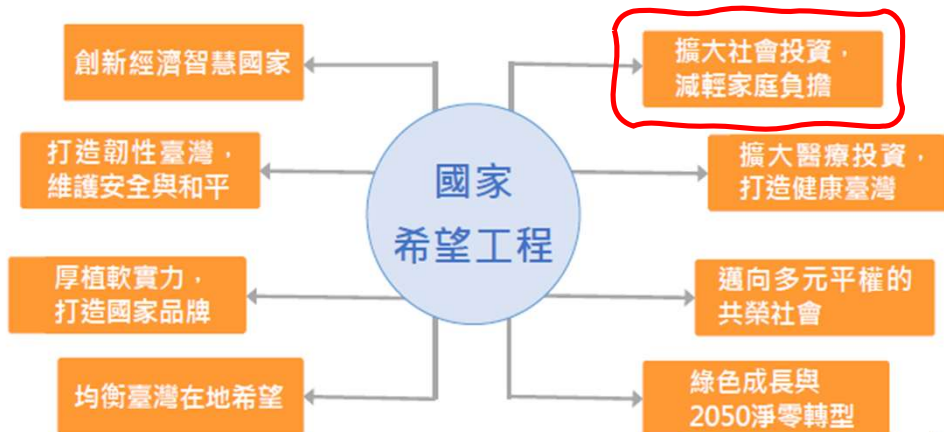 創新經濟智慧國家
擴大社會投資，
減輕家庭負擔
打造韌性臺灣，
維護安全與和平
國家
希望工程
擴大醫療投資，
打造健康臺灣
厚植軟實力，
打造國家品牌
邁向多元平權的
共榮社會
均衡臺灣在地希望
綠色成長與
2050淨零轉型